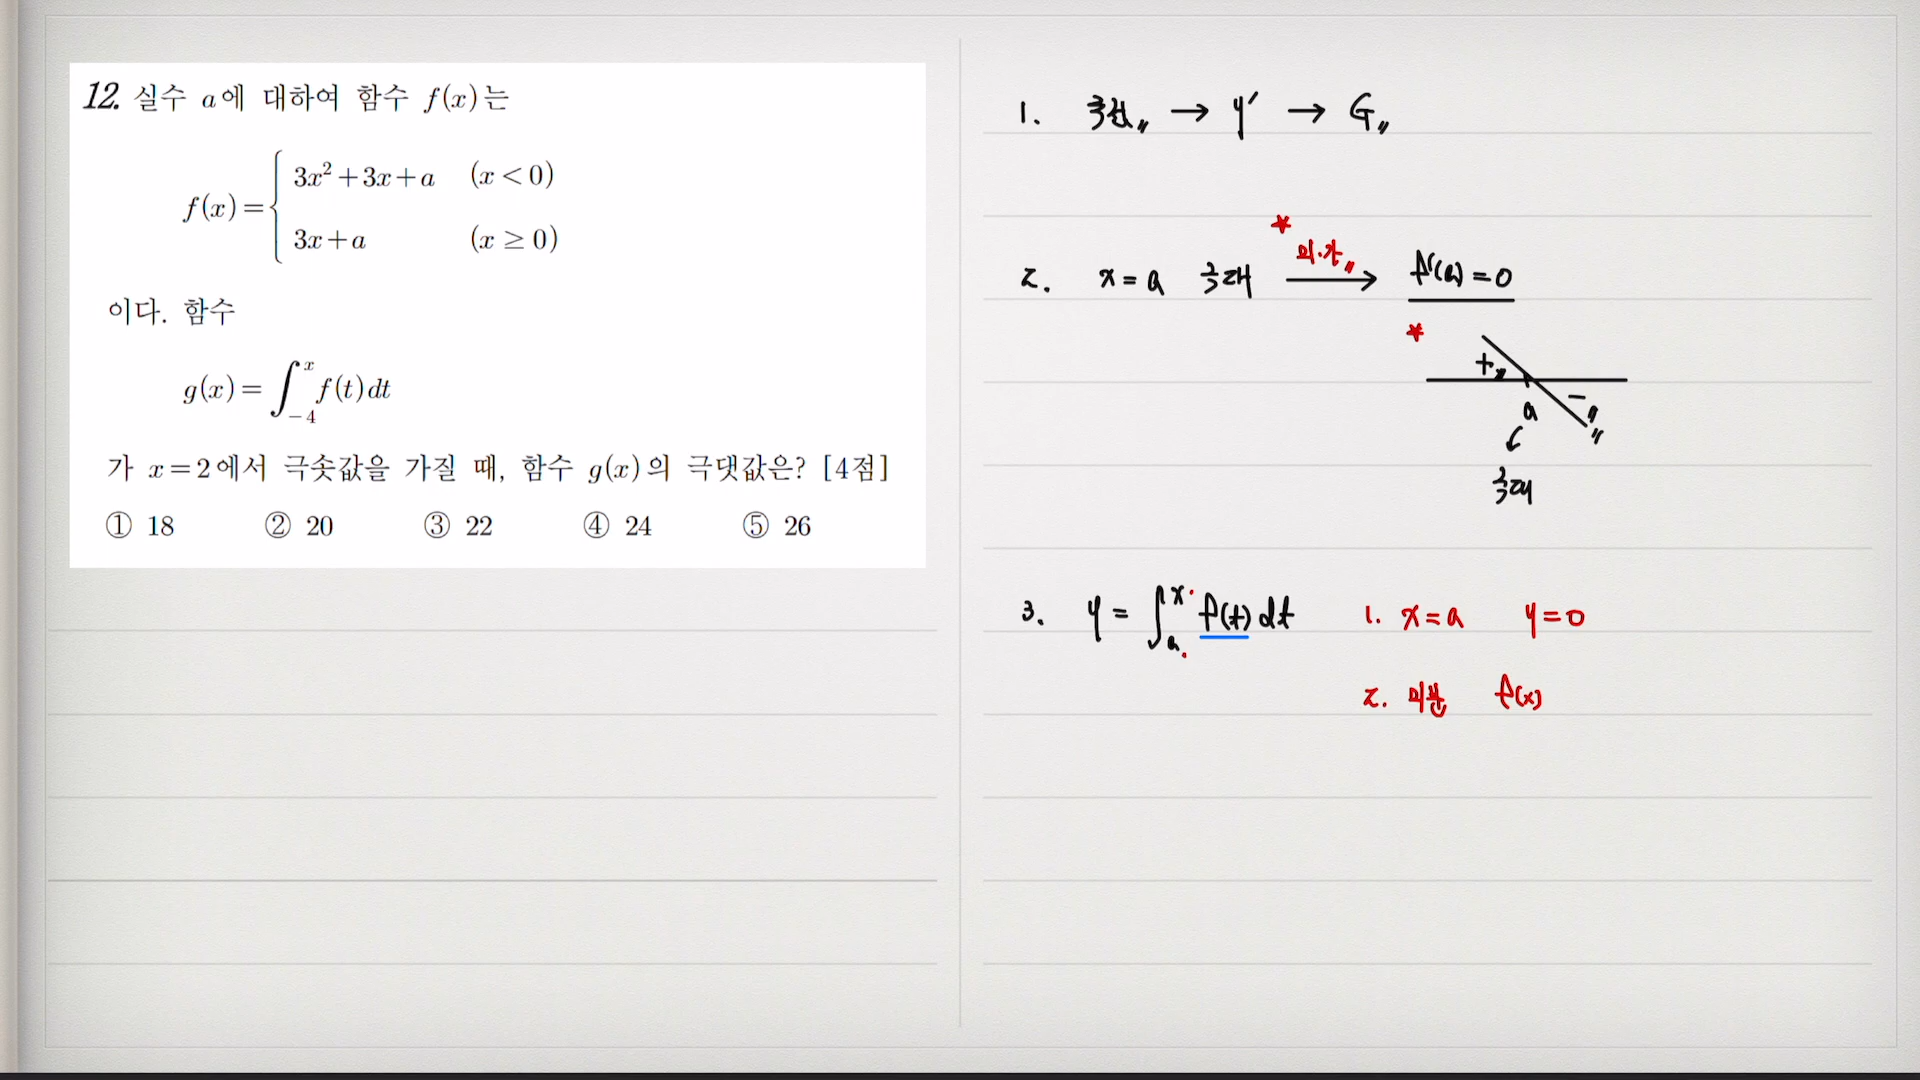 12. 실수 a에 대하여 함수 f(x)는
f(x)= { 3x²+3x+a (x<0)
3x+a (x≥0)
이다. 함수
g(x)=∫₋₄ˣ f(t)dt
가 x=2에서 극솟값을 가질 때, 함수 g(x)의 극댓값은? [4점]
① 18 ② 20 ③ 22 ④ 24 ⑤ 26
1. 극값 → y′ → G
2. x=a 극대 미·가 → f′(a)=0
+ −
a
극대
3. y=∫ₐˣ f(t)dt 1. x=a y=0
2. 미분 f(x)